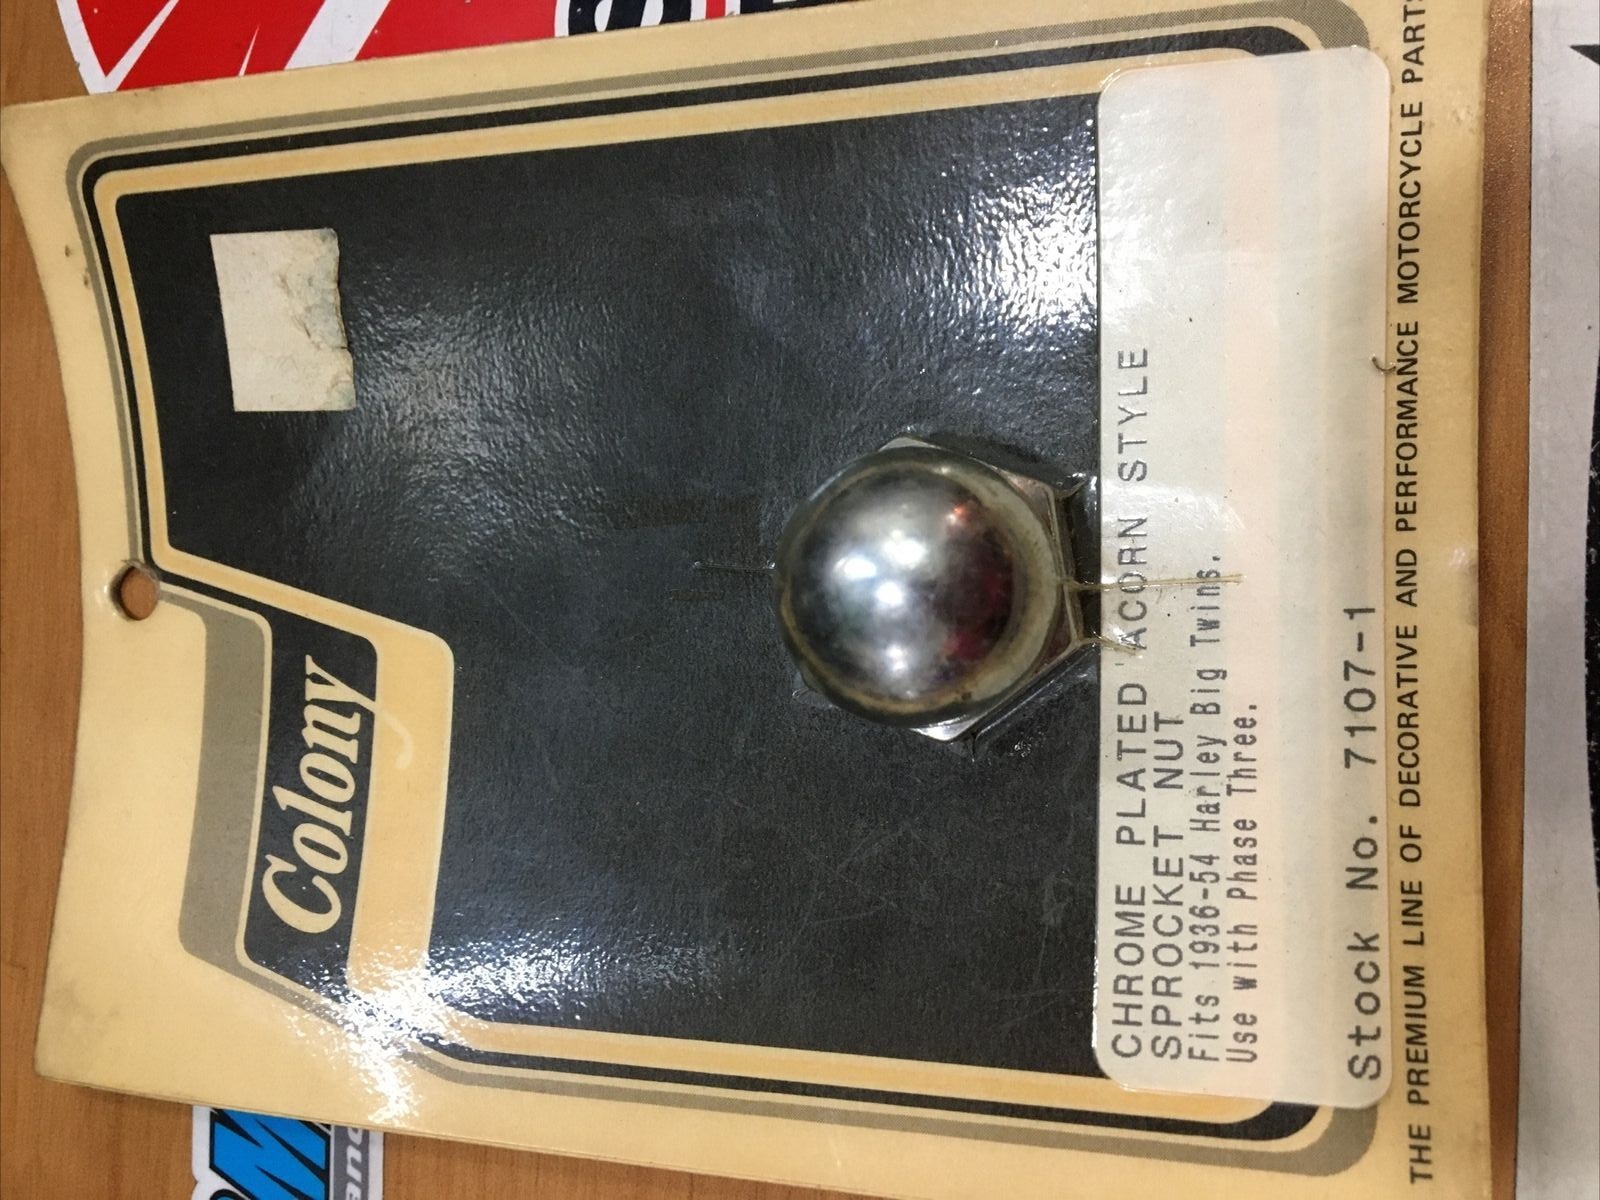 Colony
CHROME PLATED ACORN STYLE
SPROCKET NUT
Fits 1936-54 Harley Big Twins.
Use with Phase Three.
Stock No. 7107-1
THE PREMIUM LINE OF DECORATIVE AND PERFORMANCE MOTORCYCLE PARTS